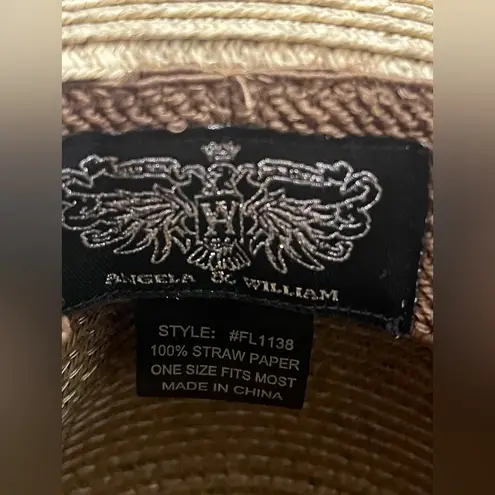 ANGELA & WILLIAM
STYLE: #FL1138
100% STRAW PAPER
ONE SIZE FITS MOST
MADE IN CHINA